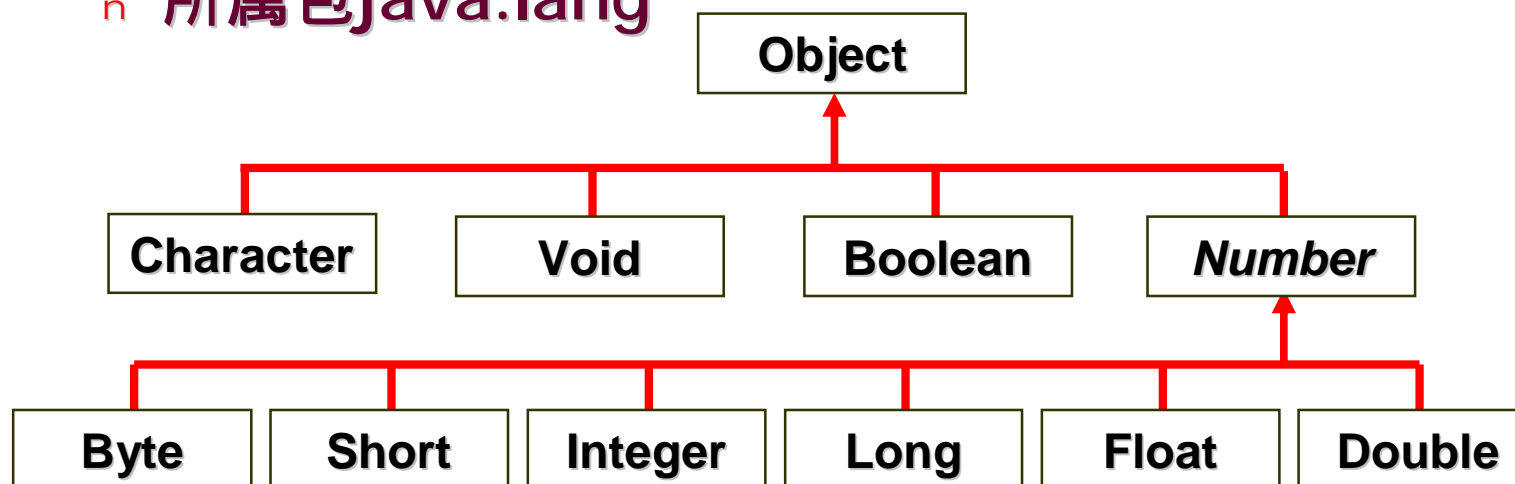 n 所属包java.lang
Object
Character Void Boolean Number
Byte Short Integer Long Float Double